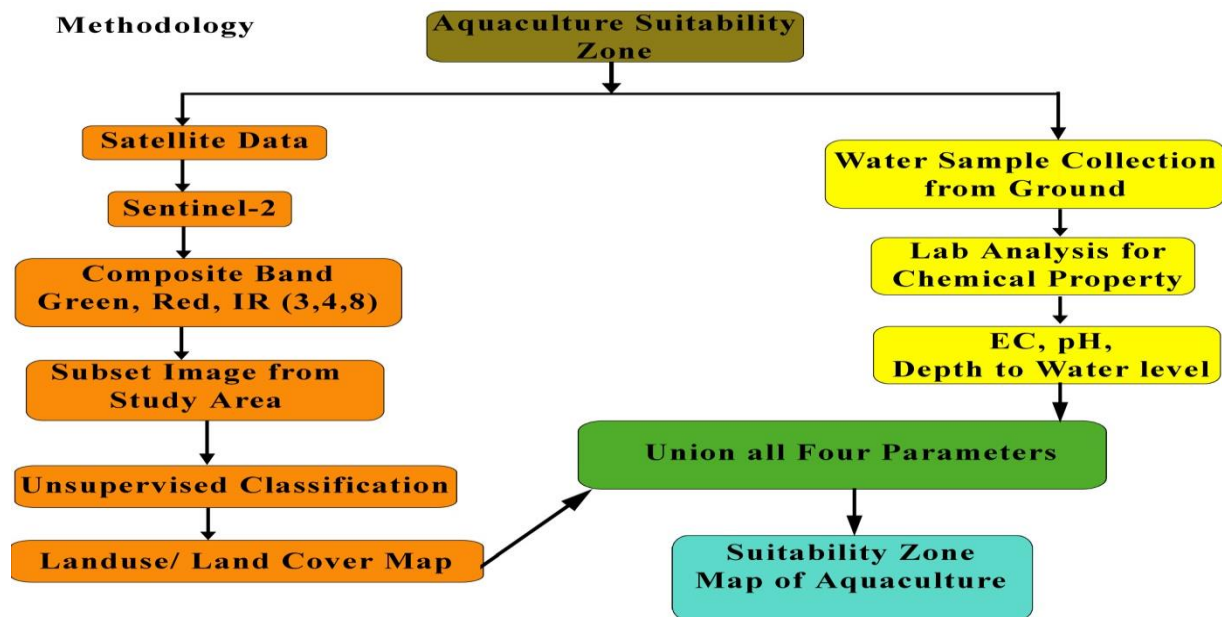 Methodology
Aquaculture Suitability
Zone
Satellite Data
Sentinel-2
Composite Band
Green, Red, IR (3,4,8)
Subset Image from
Study Area
Unsupervised Classification
Landuse/ Land Cover Map
Water Sample Collection
from Ground
Lab Analysis for
Chemical Property
EC, pH,
Depth to Water level
Union all Four Parameters
Suitability Zone
Map of Aquaculture